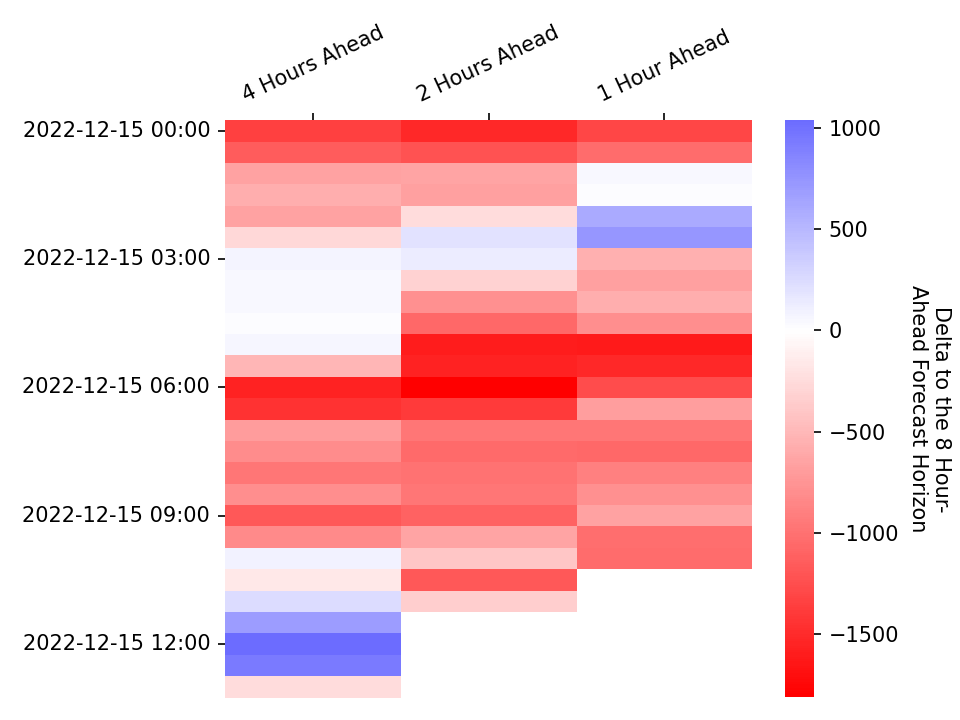 4 Hours Ahead
2 Hours Ahead
1 Hour Ahead
2022-12-15 00:00
2022-12-15 03:00
2022-12-15 06:00
2022-12-15 09:00
2022-12-15 12:00
1000
500
0
−500
−1000
−1500
Delta to the 8 Hour-
Ahead Forecast Horizon